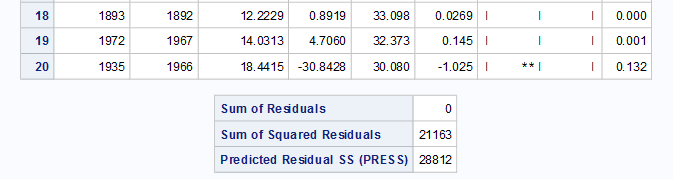 18 1893 1892 12.2229 0.8919 33.098 0.0269 | | | 0.000
19 1972 1967 14.0313 4.7060 32.373 0.145 | | | 0.001
20 1935 1966 18.4415 -30.8428 30.080 -1.025 | **| | 0.132
Sum of Residuals 0
Sum of Squared Residuals 21163
Predicted Residual SS (PRESS) 28812